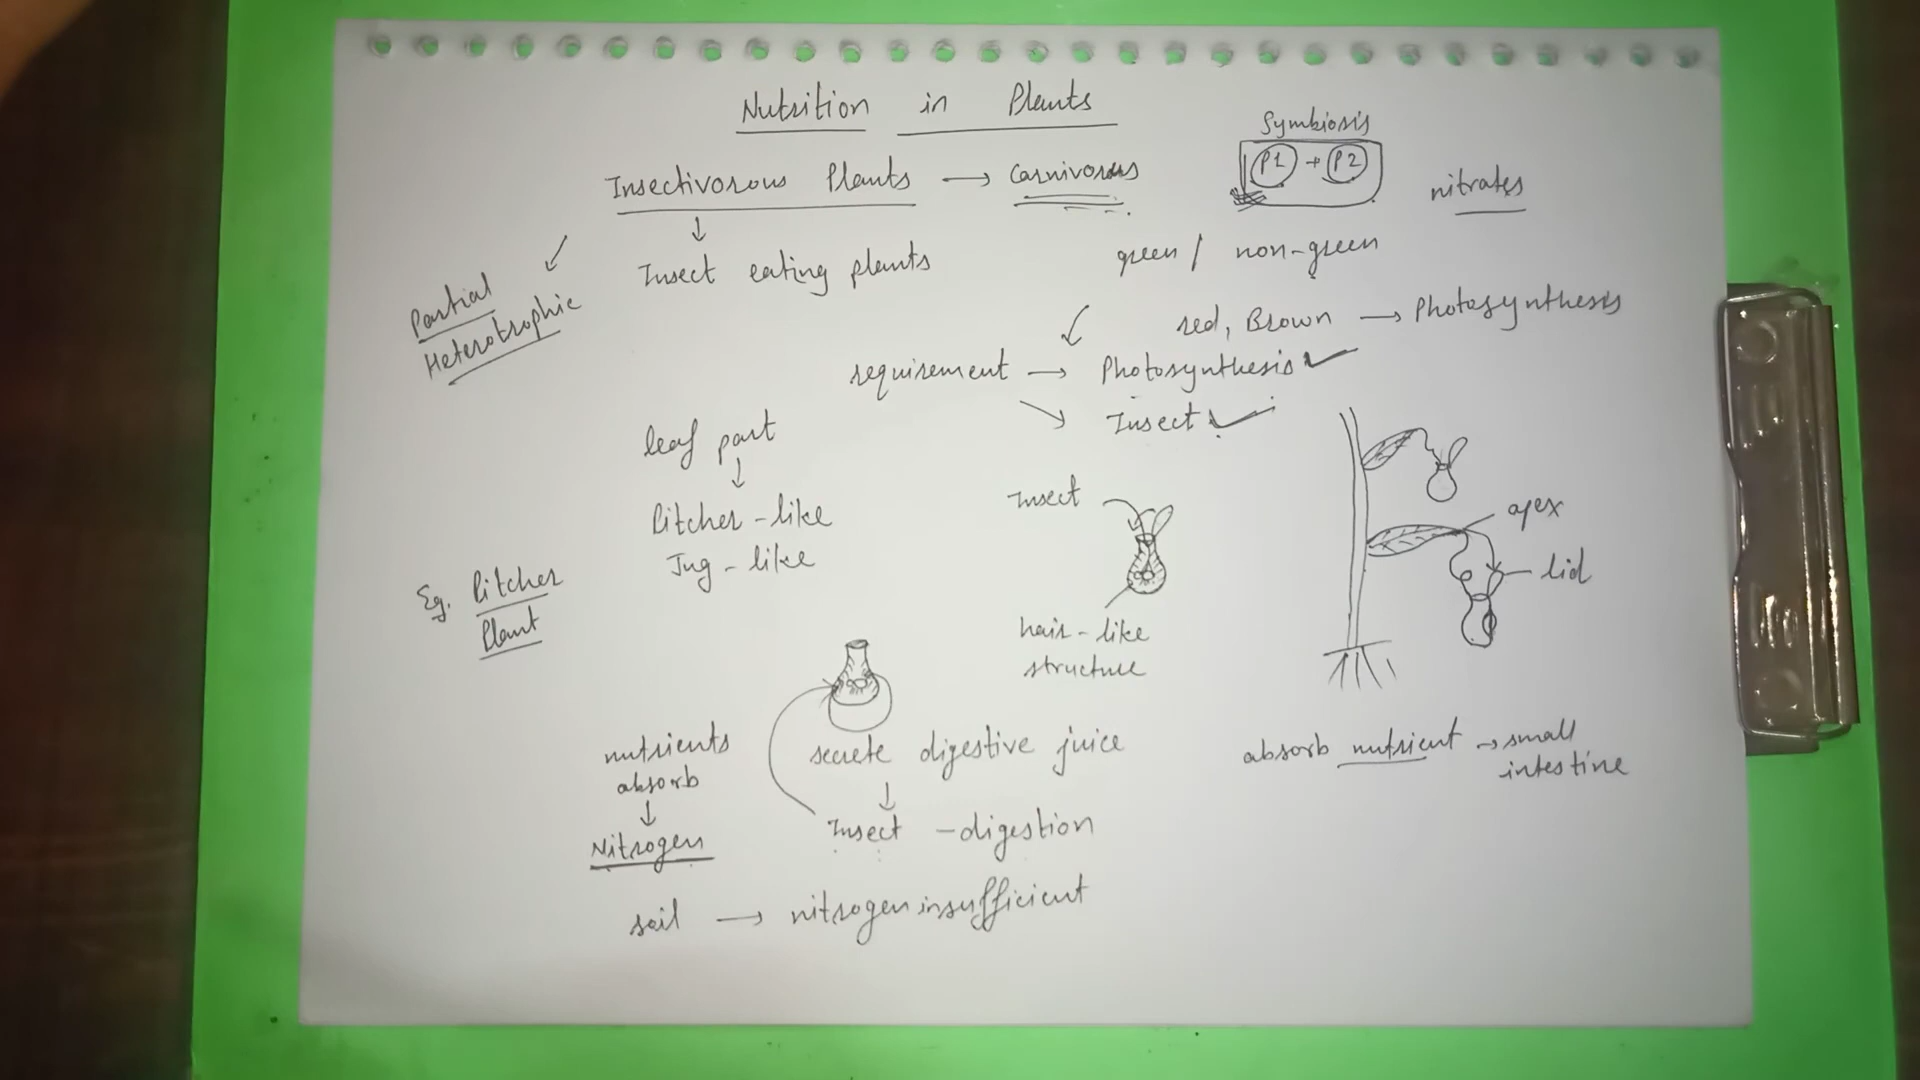 Nutrition in Plants
Symbiosis
P1 + P2
nitrates
Insectivorous Plants → Carnivorous
↓
Insect eating plants
Partial
Heterotrophic
green / non-green
red, Brown → Photosynthesis
requirement → Photosynthesis ✓
Insect ✓
leaf part
↓
Pitcher - like
Jug - like
Eg. Pitcher
Plant
Insect
hair - like
structure
apex
lid
nutrients
absorb
↓
Nitrogen
secrete digestive juice
↓
Insect - digestion
absorb nutrient → small
intestine
soil → nitrogen insufficient